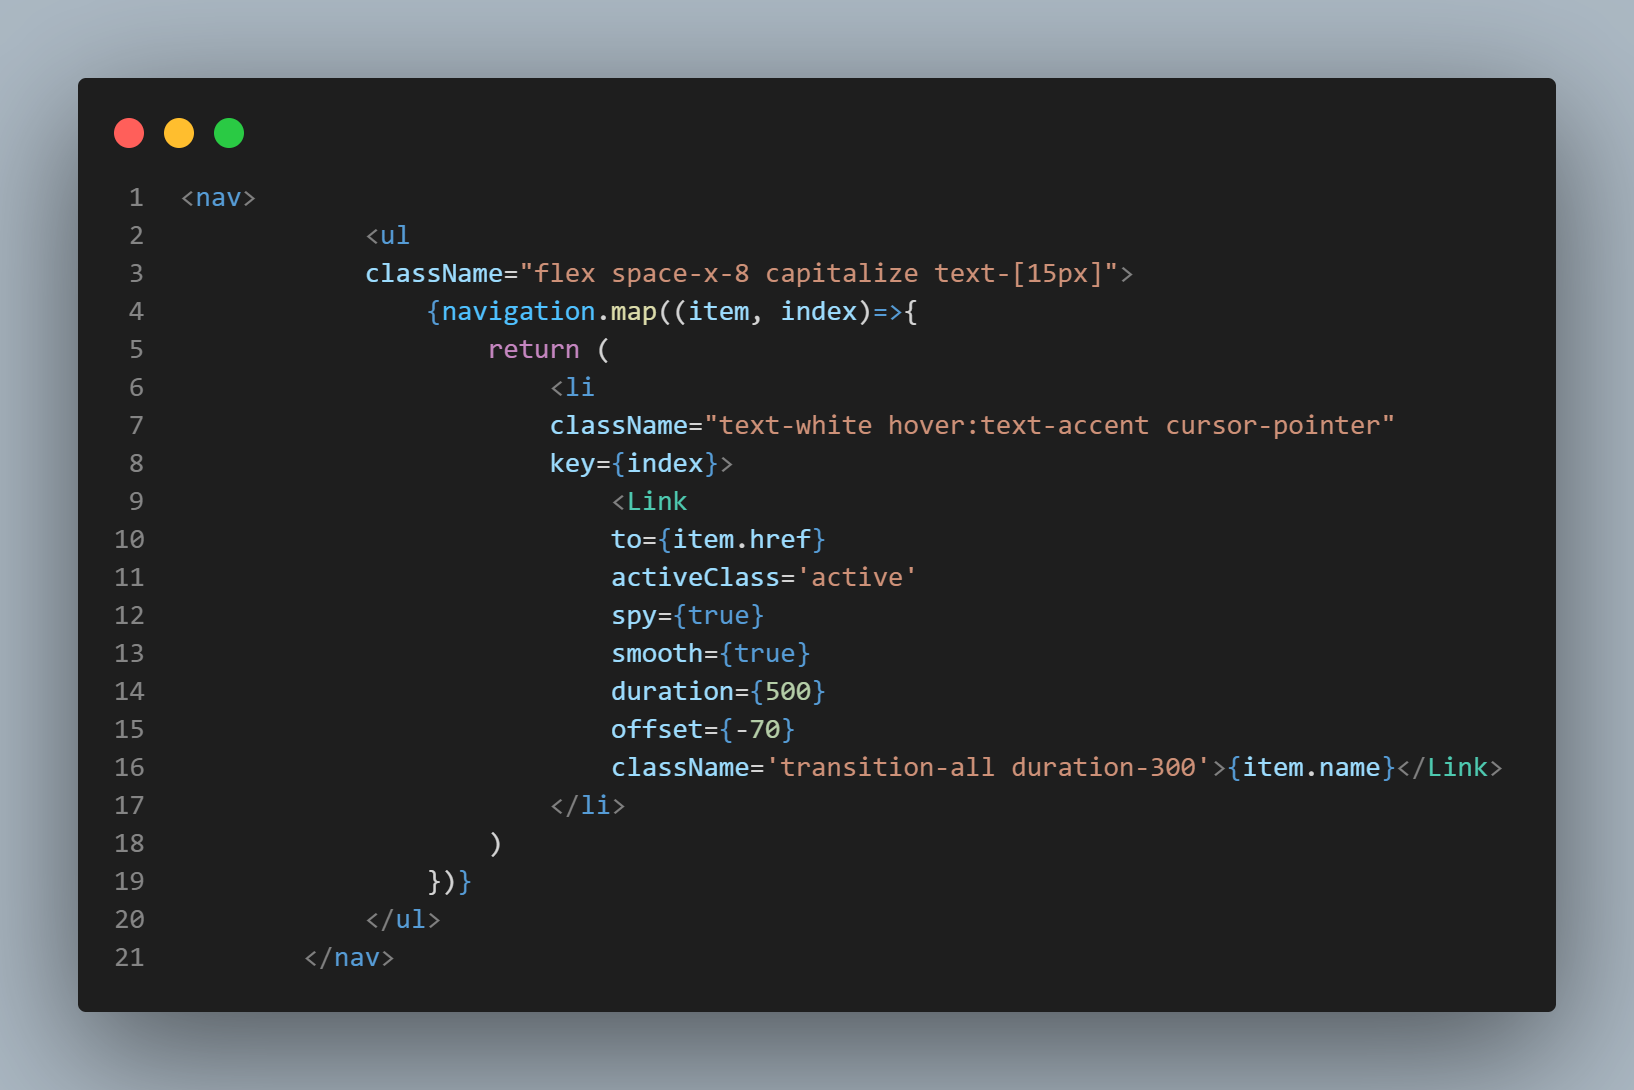 1 <nav>
2             <ul
3             className="flex space-x-8 capitalize text-[15px]">
4                 {navigation.map((item, index)=>{
5                     return (
6                         <li
7                         className="text-white hover:text-accent cursor-pointer"
8                         key={index}>
9                             <Link
10                             to={item.href}
11                             activeClass='active'
12                             spy={true}
13                             smooth={true}
14                             duration={500}
15                             offset={-70}
16                             className='transition-all duration-300'>{item.name}</Link>
17                         </li>
18                     )
19                 })}
20             </ul>
21         </nav>